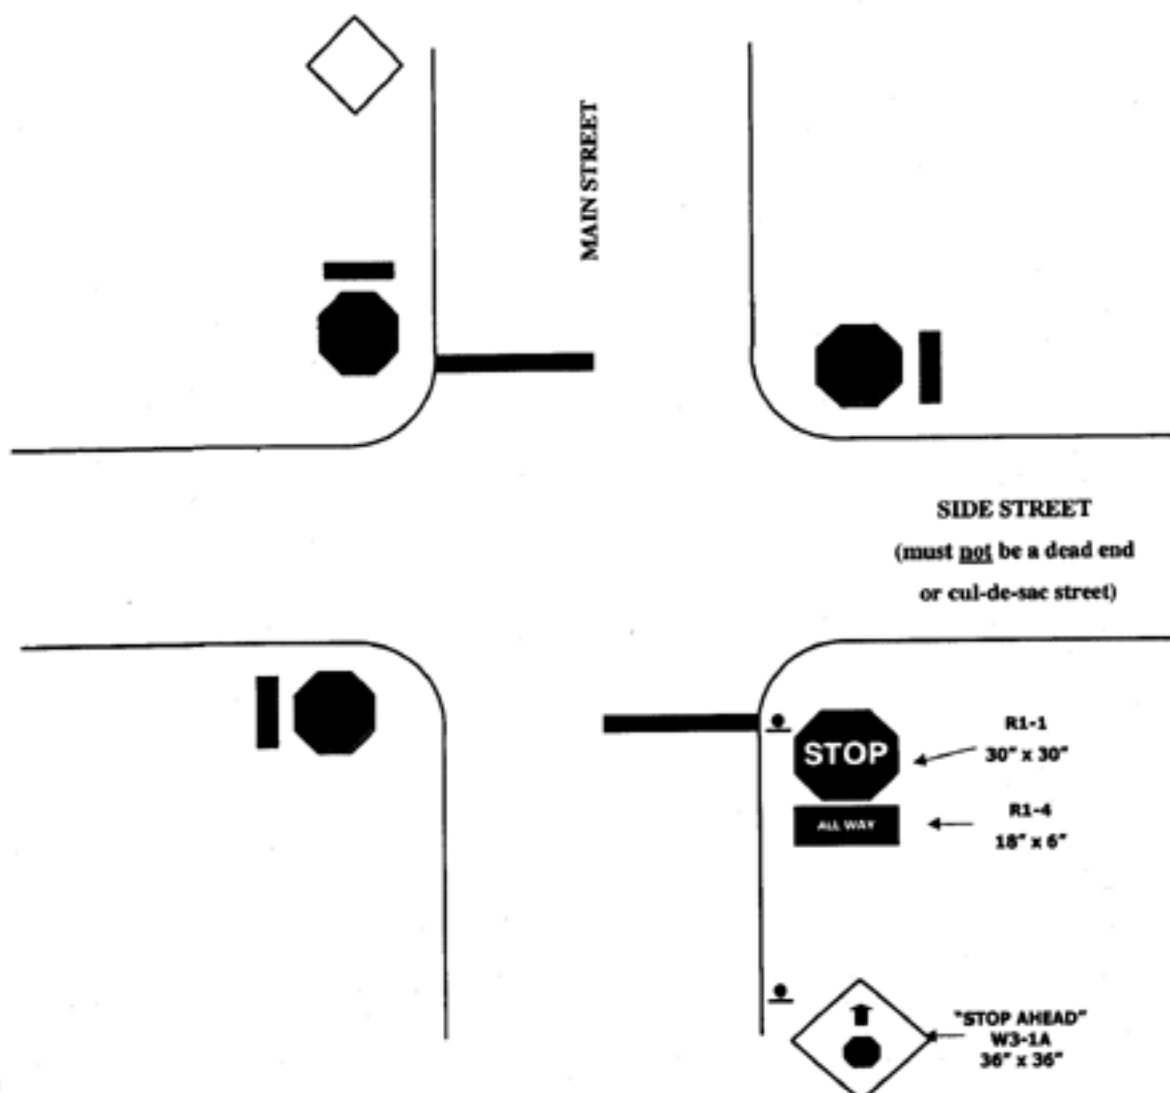 MAIN STREET
SIDE STREET
(must not be a dead end
or cul-de-sac street)
STOP
ALL WAY
R1-1
30" x 30"
R1-4
18" x 6"
"STOP AHEAD"
W3-1A
36" x 36"